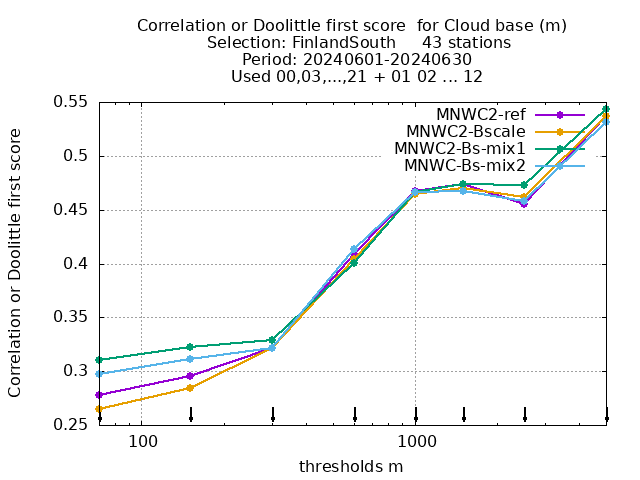 Correlation or Doolittle first score  for Cloud base (m)
Selection: FinlandSouth     43 stations
Period: 20240601-20240630
Used 00,03,...,21 + 01 02 ... 12
MNWC2-ref
MNWC2-Bscale
MNWC2-Bs-mix1
MNWC-Bs-mix2
Correlation or Doolittle first score
0.55
0.5
0.45
0.4
0.35
0.3
0.25
100
1000
thresholds m